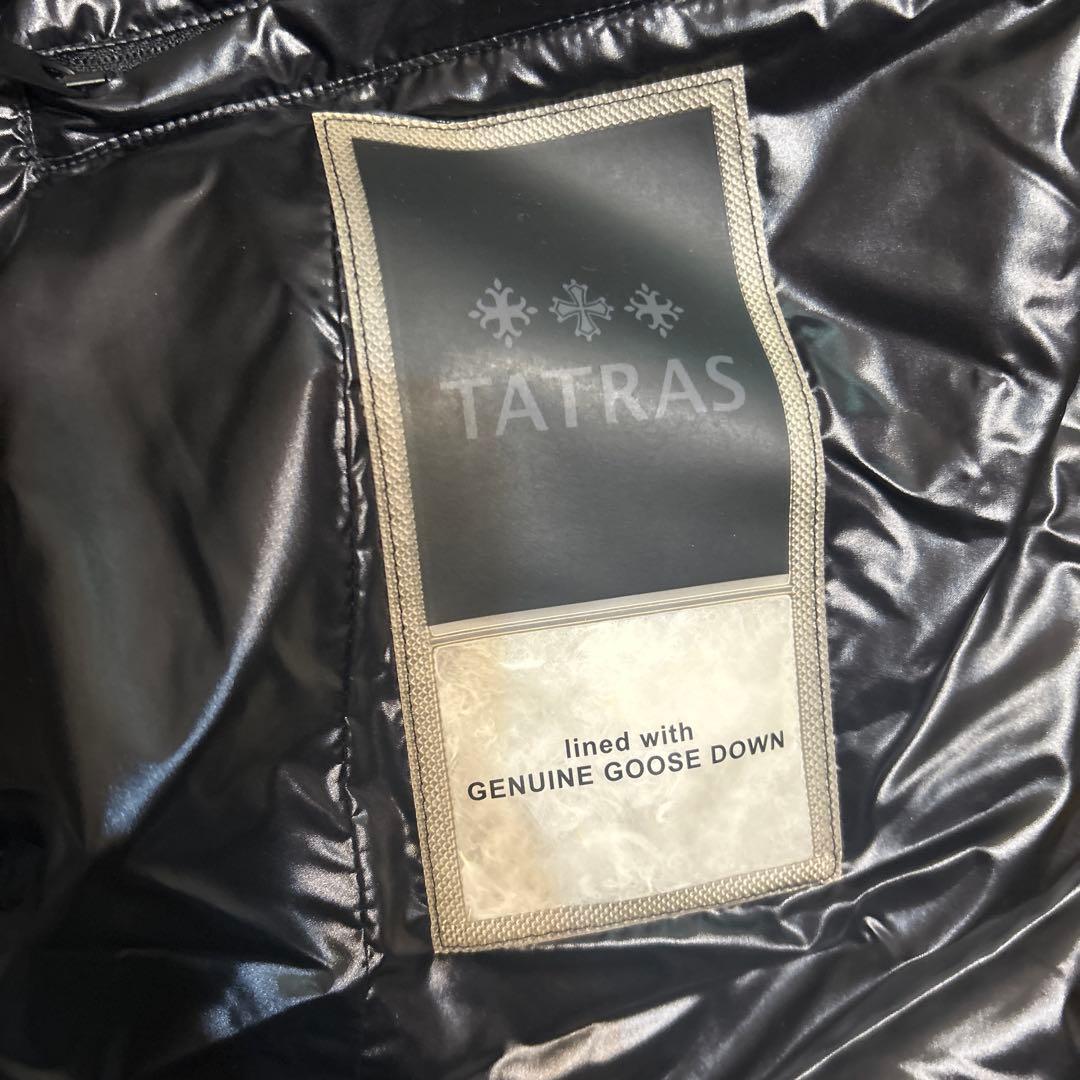 TATRAS
lined with
GENUINE GOOSE DOWN